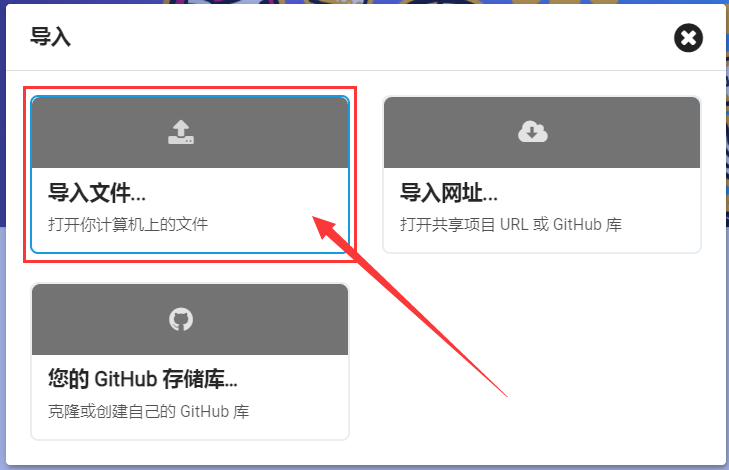 导入
导入文件...
打开你计算机上的文件
导入网址...
打开共享项目 URL 或 GitHub 库
您的 GitHub 存储库...
克隆或创建自己的 GitHub 库